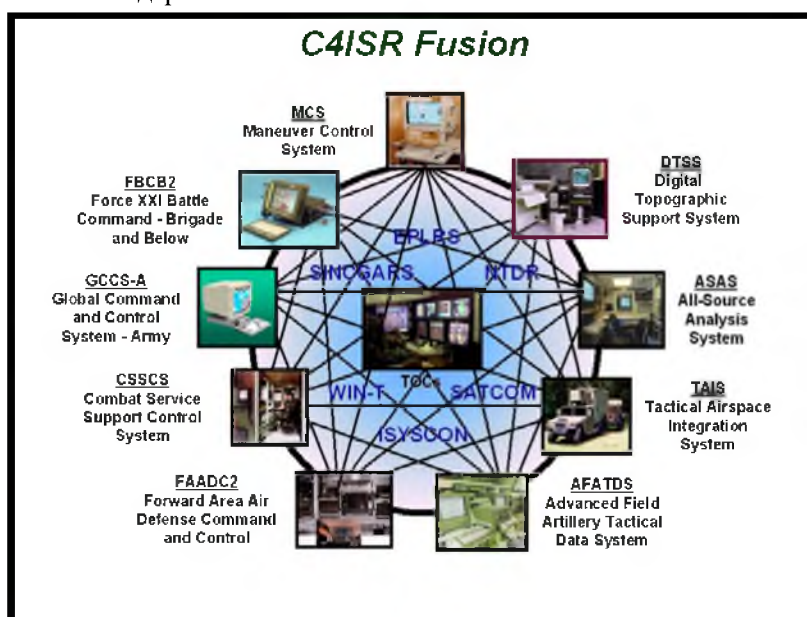 C4ISR Fusion
MCS
Maneuver Control
System
DTSS
Digital
Topographic
Support System
FBCB2
Force XXI Battle
Command - Brigade
and Below
EPLRS
SINCGARS
NTDR
GCCS-A
Global Command
and Control
System - Army
ASAS
All-Source
Analysis
System
TOCs
WIN-T
SATCOM
ISYSCON
CSSCS
Combat Service
Support Control
System
TAIS
Tactical Airspace
Integration
System
FAADC2
Forward Area Air
Defense Command
and Control
AFATDS
Advanced Field
Artillery Tactical
Data System